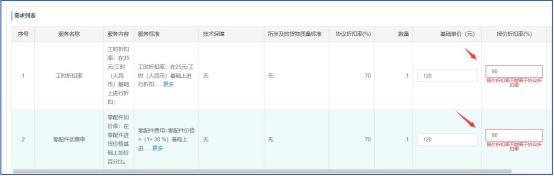 需求列表
序号 服务名称 服务内容 服务标准 技术保障 所涉及的货物质量标准 协议折扣率(%) 数量 基础单价（元） 报价折扣率(%)
1 工时折扣率 工时折扣率：在25元/工时（人民币）基础上进行折扣; 工时折扣率：在25元/工时（人民币）基础上进行折扣.... 更多 无 无 70 1 120 80
报价折扣率不能高于协议折扣率
2 零配件优惠率 零配件加价率：在零配件进货价格基础上加价百分比。 零配件费用=零配件价格×（1+30 %）基础上进.... 更多 无 无 70 1 120 80
报价折扣率不能高于协议折扣率